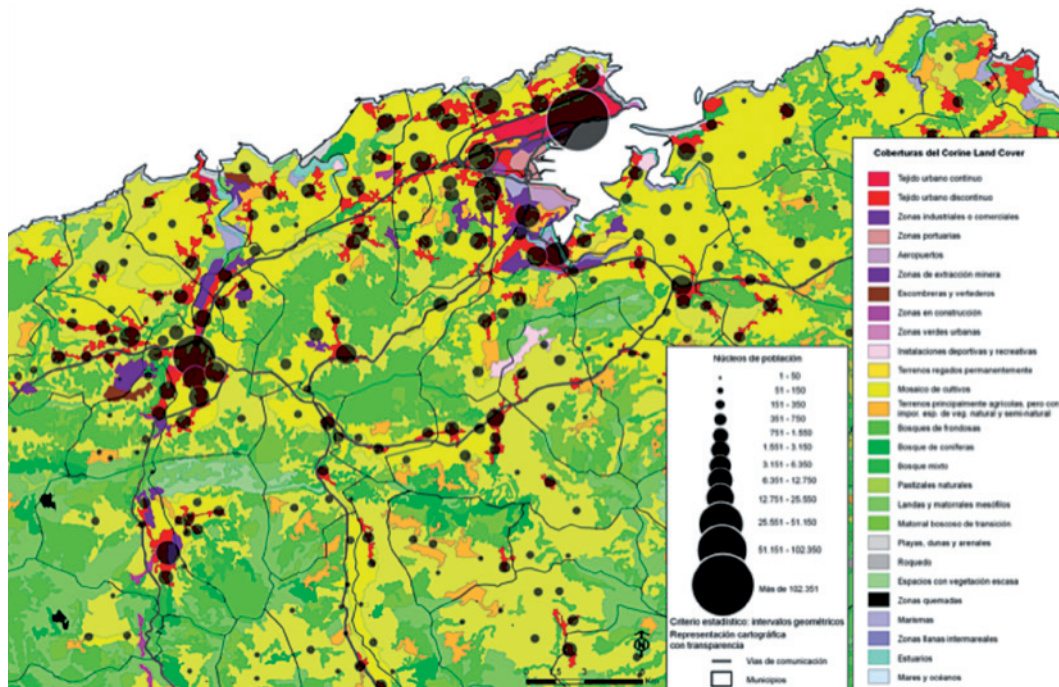 Coberturas del Corine Land Cover
Tejido urbano continuo
Tejido urbano discontinuo
Zonas industriales o comerciales
Zonas portuarias
Aeropuertos
Zonas de extracción minera
Escombreras y vertederos
Zonas en construcción
Zonas verdes urbanas
Instalaciones deportivas y recreativas
Terrenos regados permanentemente
Mosaico de cultivos
Terrenos principalmente agrícolas, pero con
impor. esp. de veg. natural y semi-natural
Bosques de frondosas
Bosque de coníferas
Bosque mixto
Pastizales naturales
Landas y matorrales mesófilos
Matorral boscoso de transición
Playas, dunas y arenales
Roquedo
Espacios con vegetación escasa
Zonas quemadas
Marismas
Zonas llanas intermareales
Estuarios
Mares y océanos
Núcleos de población
1 - 50
51 - 150
151 - 350
351 - 750
751 - 1.550
1.551 - 3.150
3.151 - 6.350
6.351 - 12.750
12.751 - 25.550
25.551 - 51.150
51.151 - 102.350
Más de 102.351
Criterio estadístico: intervalos geométricos
Representación cartográfica
con transparencia
Vías de comunicación
Municipios
N